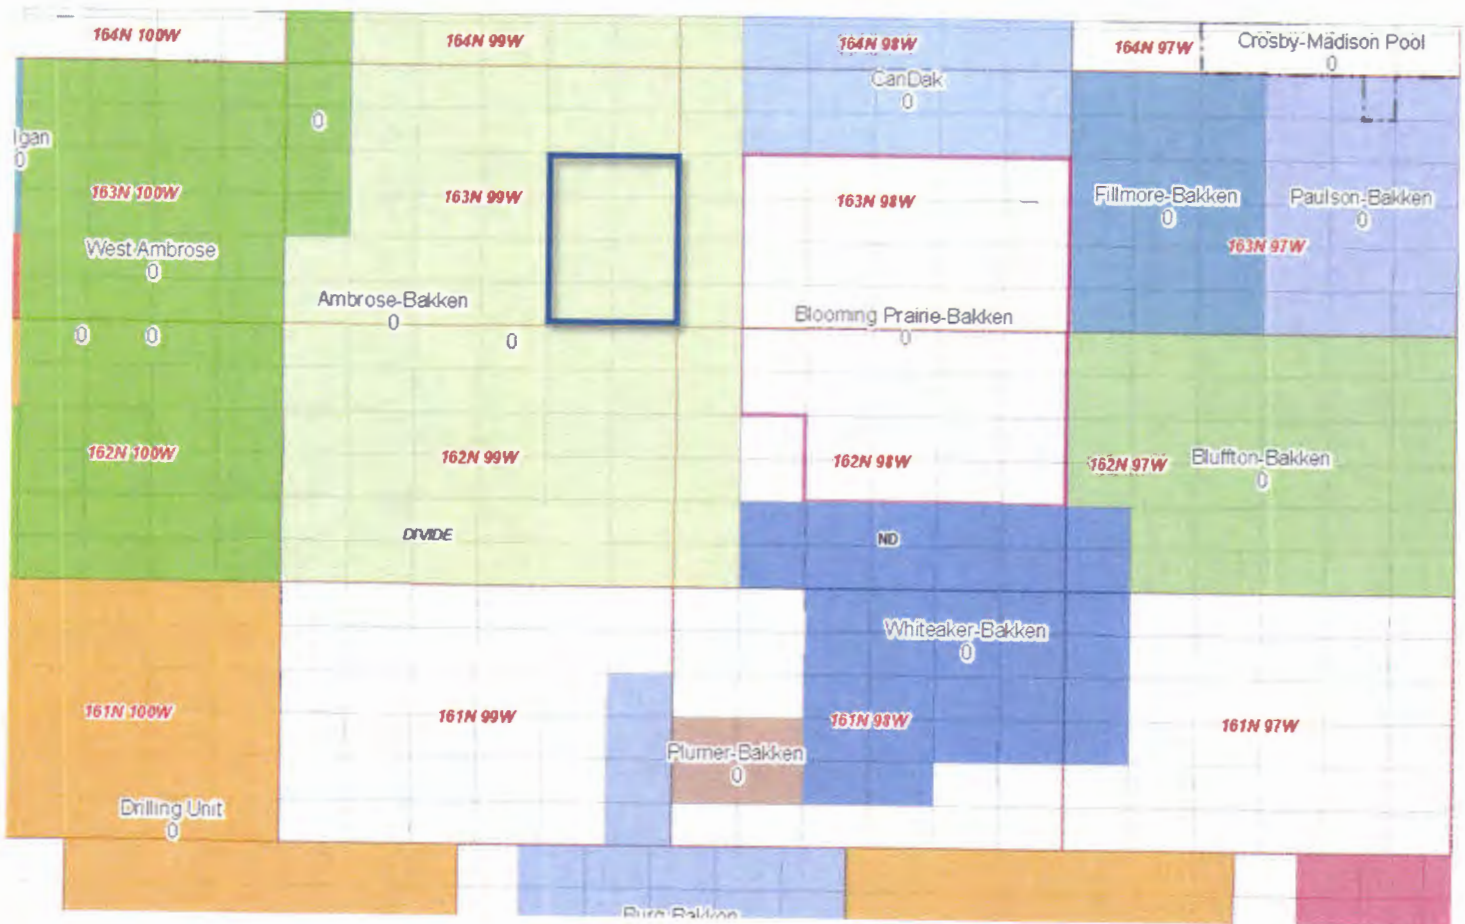 164N 100W
164N 99W
164N 98W
164N 97W
Crosby-Madison Pool
0
CanDak
0
0
lgan
0
163N 100W
163N 99W
163N 98W
Fillmore-Bakken
0
Paulson-Bakken
0
163N 97W
West Ambrose
0
Ambrose-Bakken
0
Blooming Prairie-Bakken
0
0
0
0
162N 100W
162N 99W
162N 98W
162N 97W
Bluffton-Bakken
0
DIVIDE
ND
Whiteaker-Bakken
0
161N 100W
161N 99W
161N 98W
161N 97W
Plumer-Bakken
0
Drilling Unit
0
Burg-Bakken